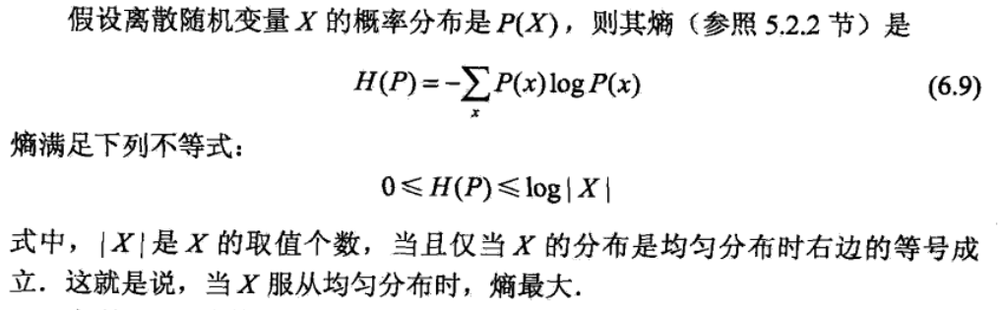 假设离散随机变量 X 的概率分布是 P(X)，则其熵（参照 5.2.2 节）是
H(P) = -∑ₓ P(x) log P(x) (6.9)
熵满足下列不等式：
0 ⩽ H(P) ⩽ log| X |
式中，| X | 是 X 的取值个数，当且仅当 X 的分布是均匀分布时右边的等号成
立．这就是说，当 X 服从均匀分布时，熵最大．